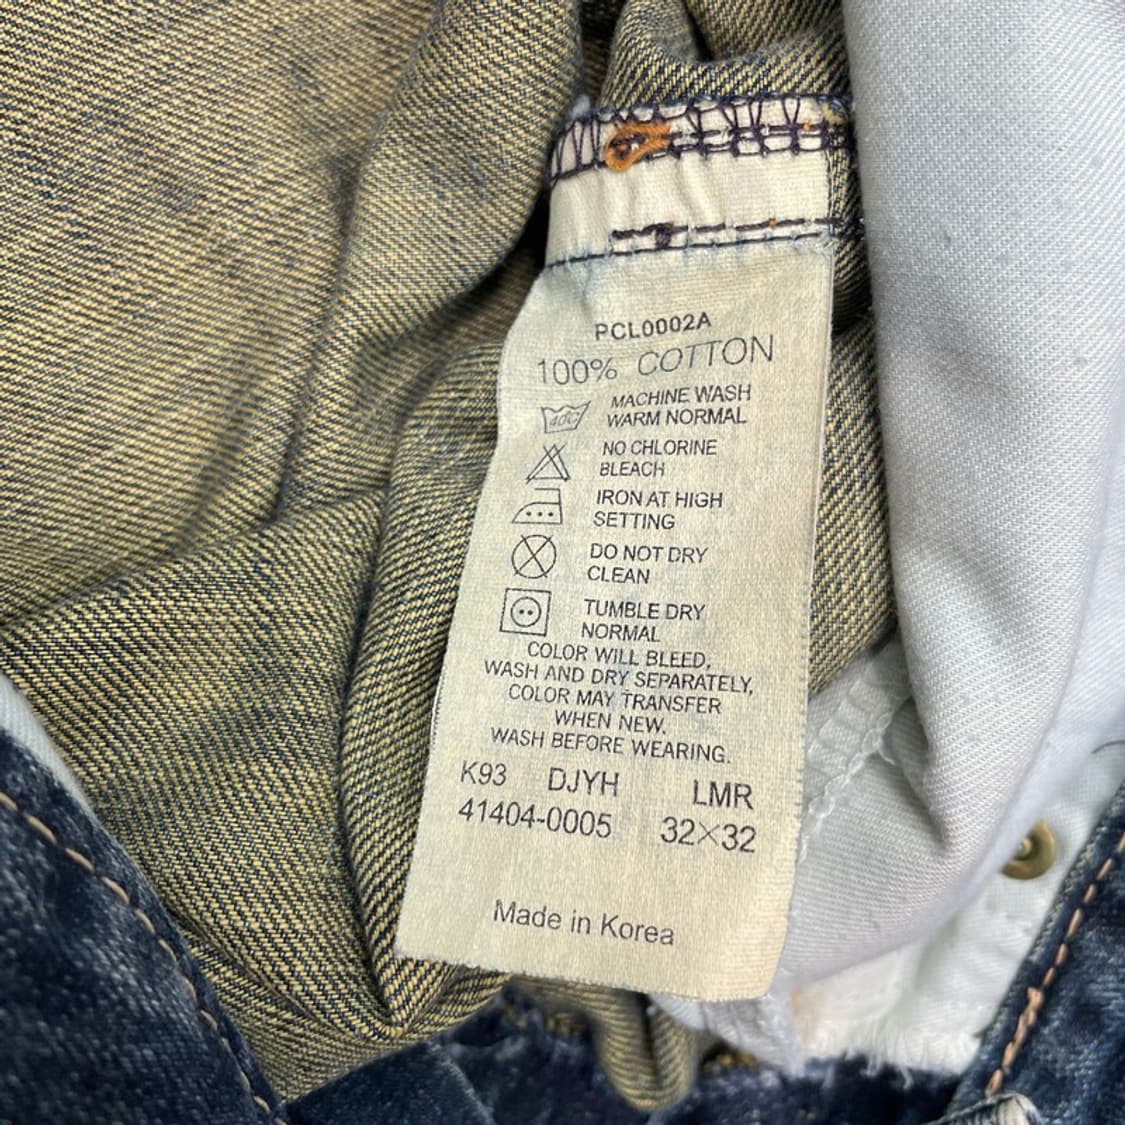 PCL0002A
100% COTTON
40C
MACHINE WASH
WARM NORMAL
NO CHLORINE
BLEACH
IRON AT HIGH
SETTING
DO NOT DRY
CLEAN
TUMBLE DRY
NORMAL
COLOR WILL BLEED.
WASH AND DRY SEPARATELY,
COLOR MAY TRANSFER
WHEN NEW.
WASH BEFORE WEARING.
K93 DJYH LMR
41404-0005 32×32
Made in Korea